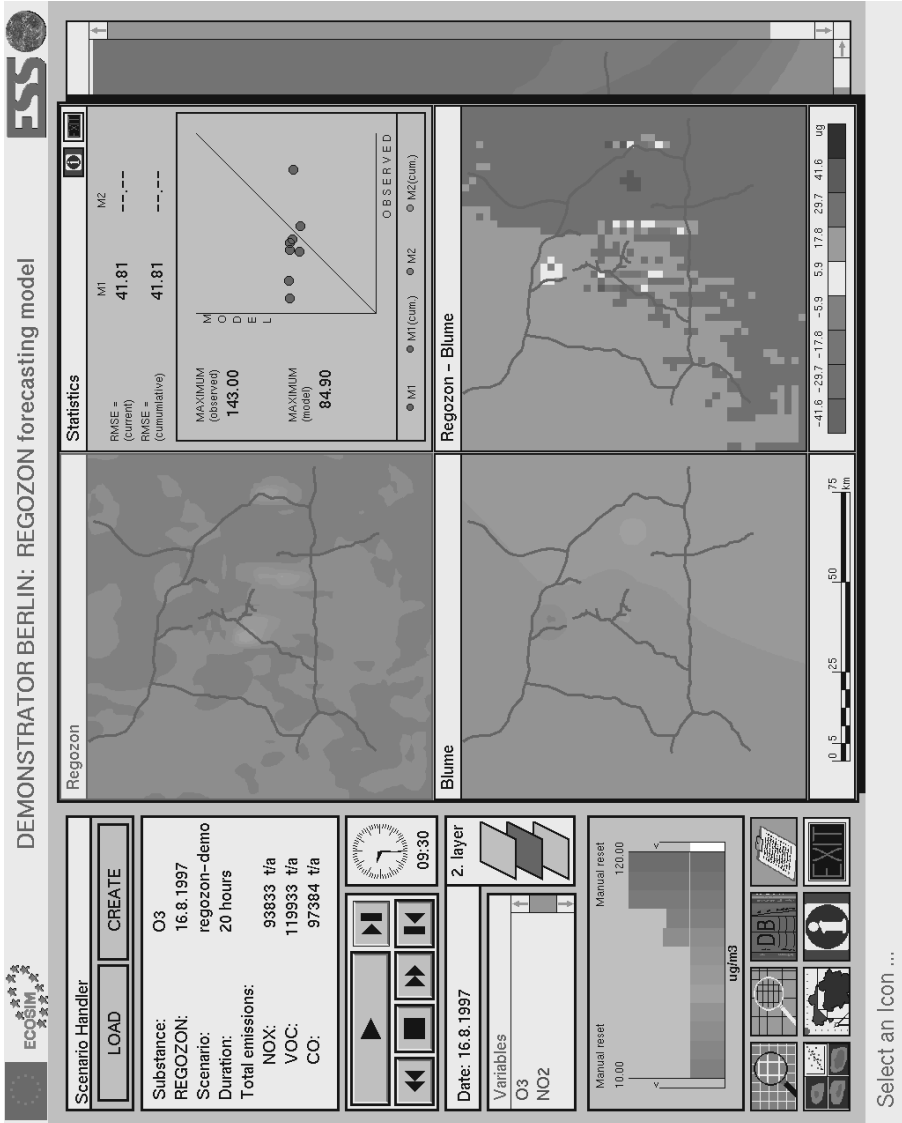 ECOSIM
DEMONSTRATOR BERLIN: REGOZON forecasting model
ESS
Scenario Handler
LOAD
CREATE
Substance: O3
REGOZON: 16.8.1997
Scenario: regozon-demo
Duration: 20 hours
Total emissions:
NOX: 93833 t/a
VOC: 119933 t/a
CO: 97384 t/a
09:30
Date: 16.8.1997
2. layer
Variables
O3
NO2
Manual reset
Manual reset
10.00
120.00
ug/m3
DB
EXIT
Regozon
Statistics
EXIT
M1 M2
RMSE = 41.81 --.--
(current)
RMSE = 41.81 --.--
(cumumlative)
MAXIMUM
(observed)
143.00
MAXIMUM
(model)
84.90
MODEL
OBSERVED
M1 M1(cum.) M2 M2(cum.)
Blume
Regozon - Blume
0 5 25 50 75
km
-41.6 -29.7 -17.8 -5.9 5.9 17.8 29.7 41.6 ug
Select an Icon ...